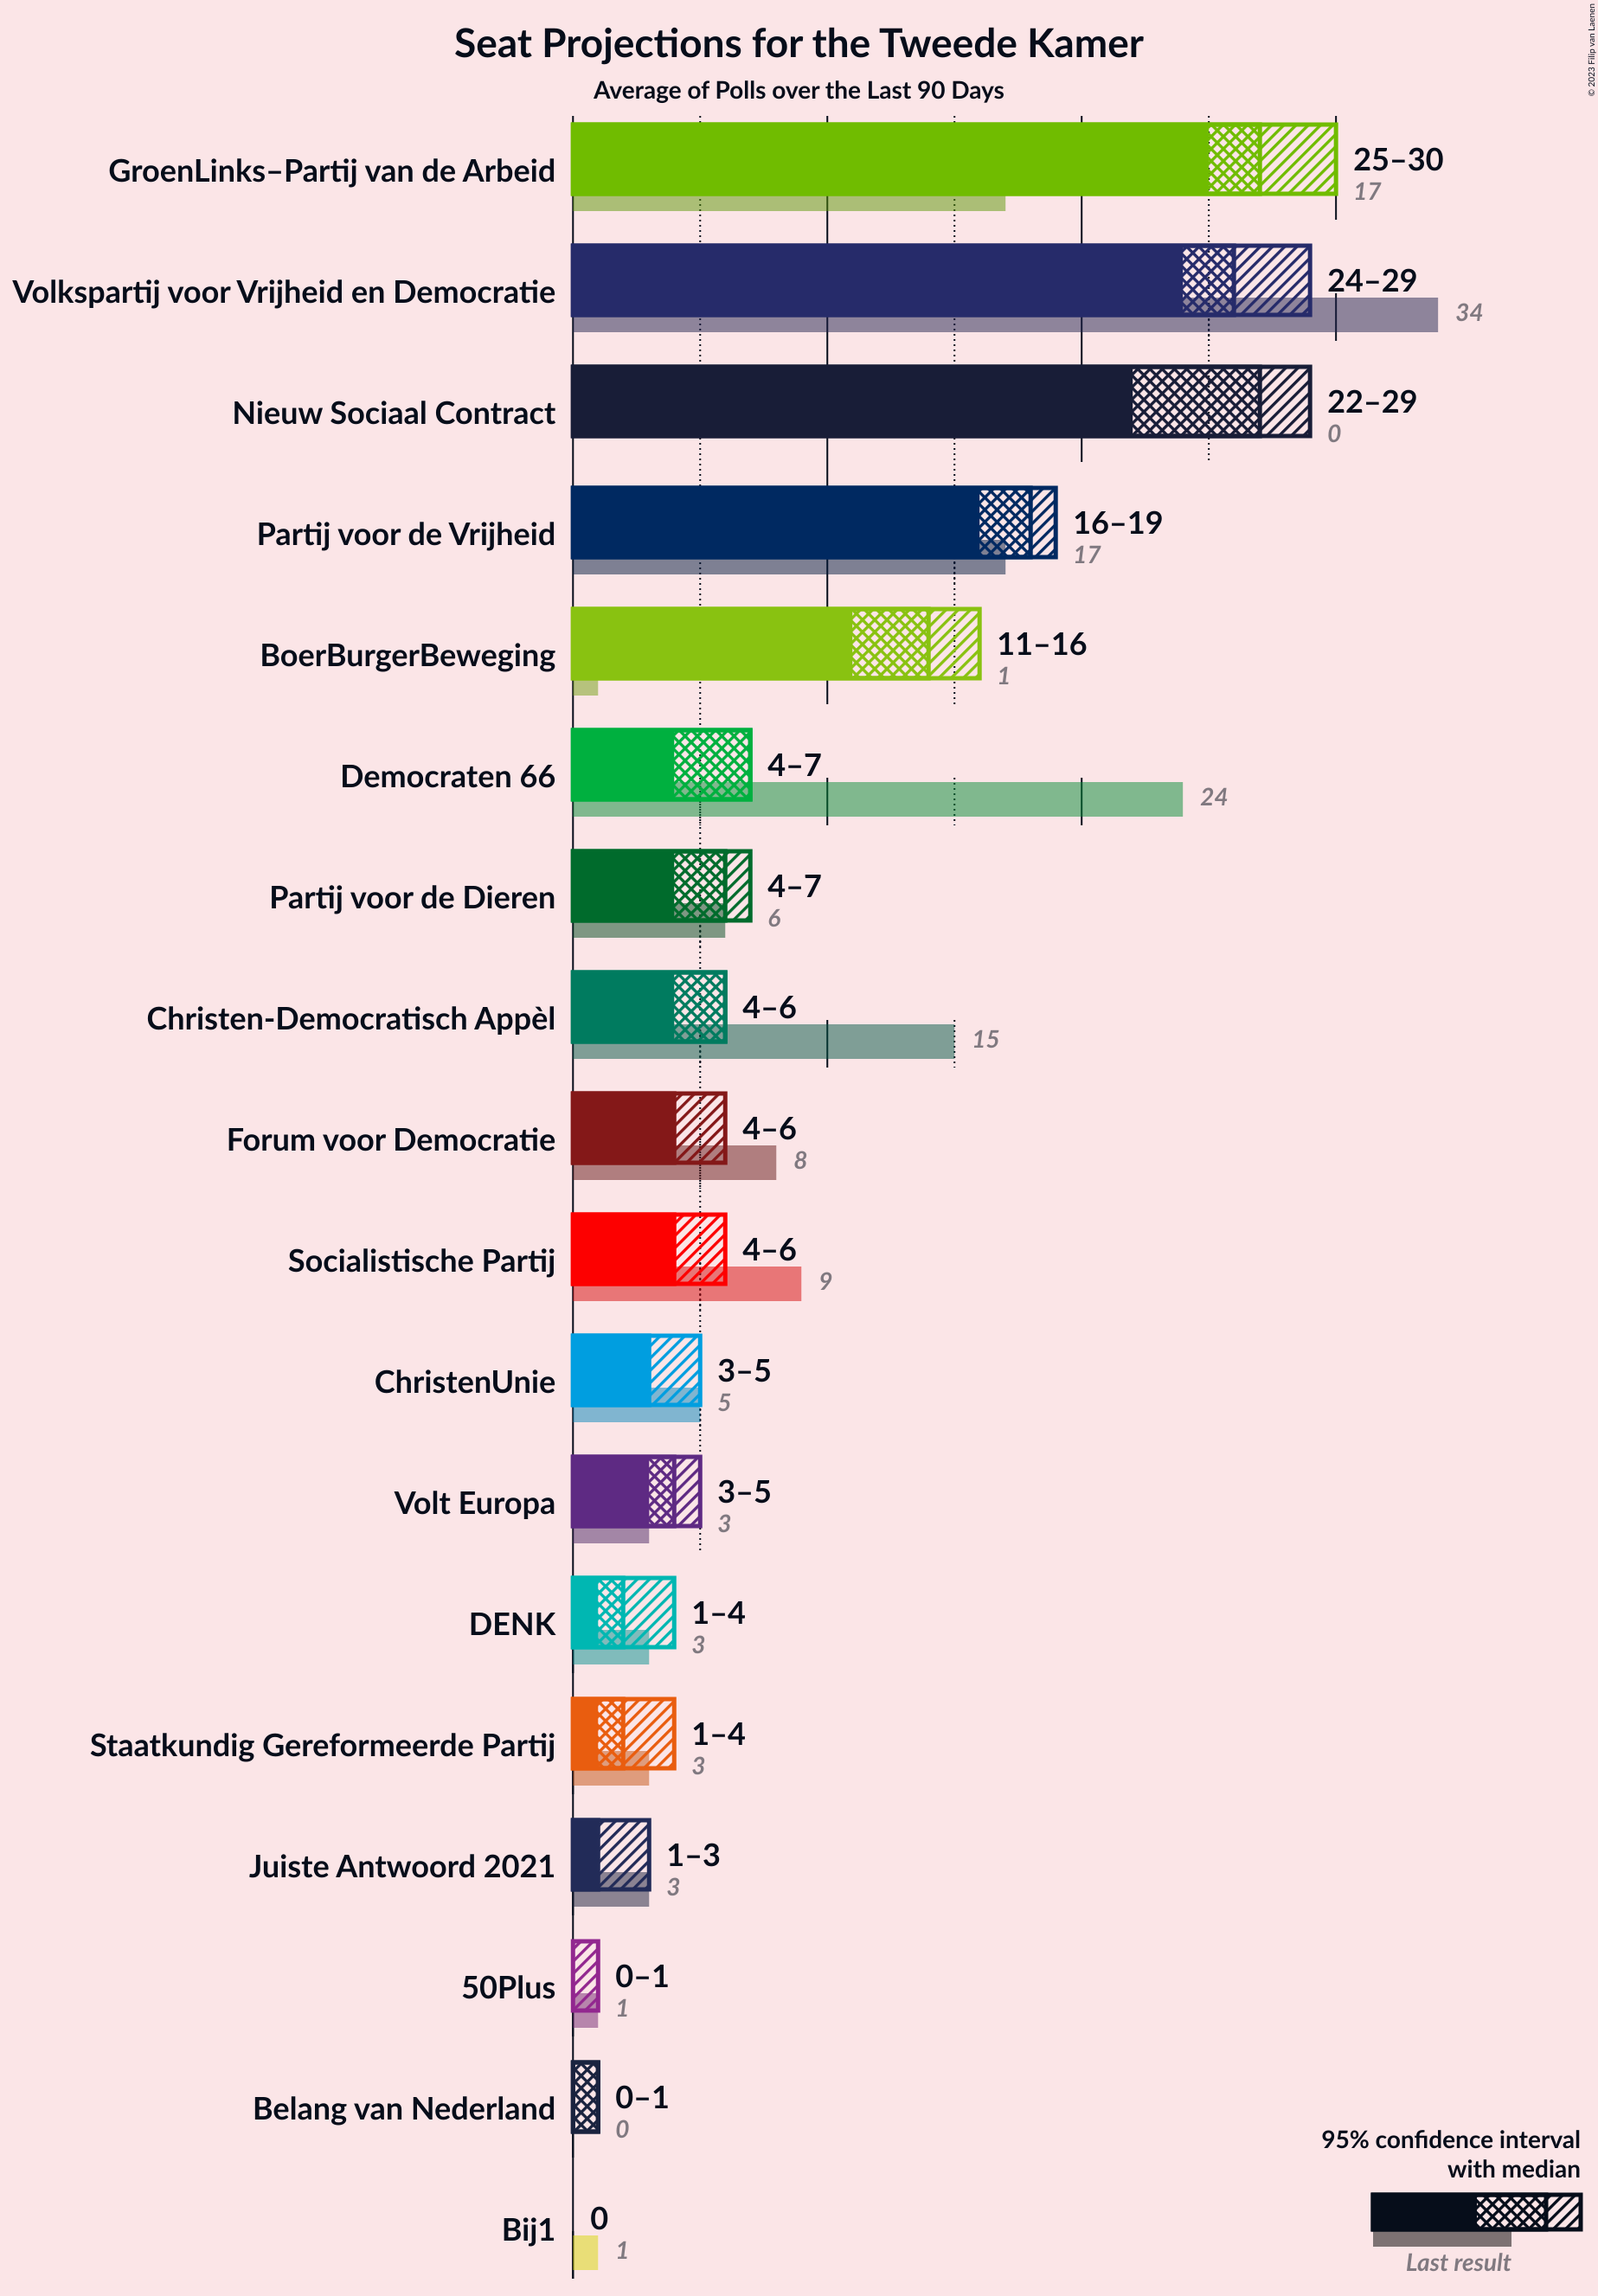 Seat Projections for the Tweede Kamer
Average of Polls over the Last 90 Days
© 2023 Filip van Laenen
GroenLinks–Partij van de Arbeid
25–30
17
Volkspartij voor Vrijheid en Democratie
24–29
34
Nieuw Sociaal Contract
22–29
0
Partij voor de Vrijheid
16–19
17
BoerBurgerBeweging
11–16
1
Democraten 66
4–7
24
Partij voor de Dieren
4–7
6
Christen-Democratisch Appèl
4–6
15
Forum voor Democratie
4–6
8
Socialistische Partij
4–6
9
ChristenUnie
3–5
5
Volt Europa
3–5
3
DENK
1–4
3
Staatkundig Gereformeerde Partij
1–4
3
Juiste Antwoord 2021
1–3
3
50Plus
0–1
1
Belang van Nederland
0–1
0
Bij1
0
1
95% confidence interval
with median
Last result